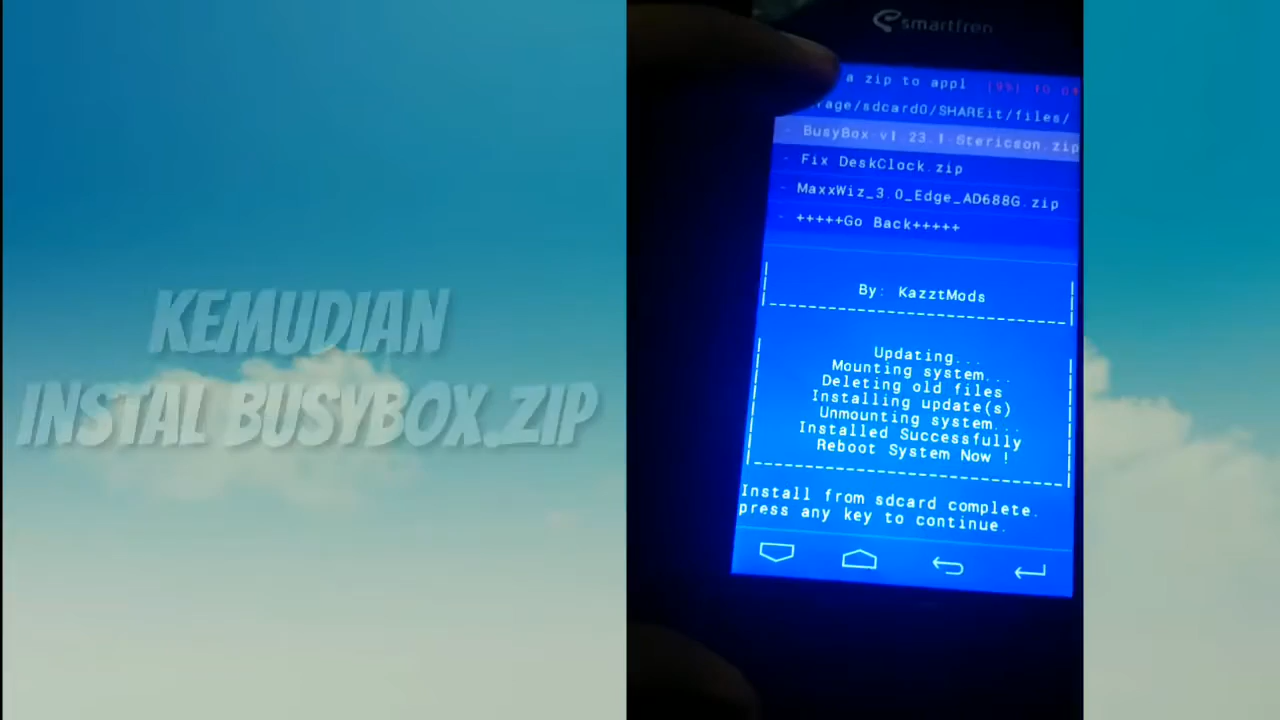 KEMUDIAN
INSTAL BUSYBOX.ZIP
smartfren
a zip to appl
rage/sdcard0/SHAREit/files/
- BusyBox v1 23.1 Stericson.zip
- Fix DeskClock.zip
- MaxxWiz_3.0_Edge_AD688G.zip
- +++++Go Back+++++
By: KazztMods
Updating...
Mounting system...
Deleting old files
Installing update(s)
Unmounting system...
Installed Successfully
Reboot System Now !
Install from sdcard complete.
press any key to continue.